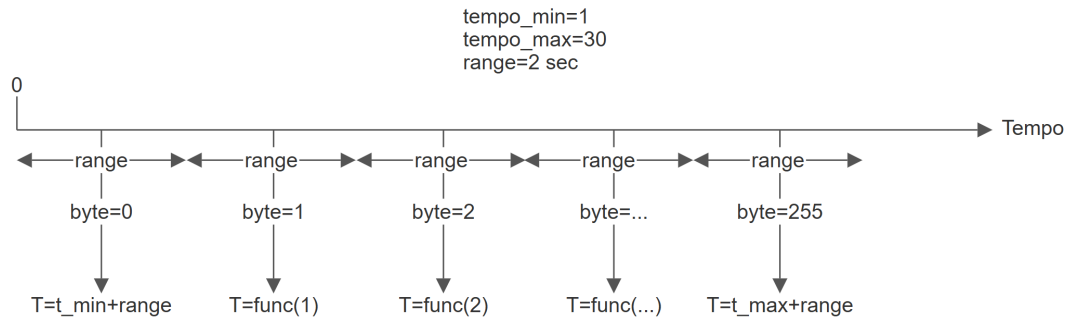 tempo_min=1
tempo_max=30
range=2 sec
0
Tempo
range range range range range
byte=0 byte=1 byte=2 byte=... byte=255
T=t_min+range T=func(1) T=func(2) T=func(...) T=t_max+range